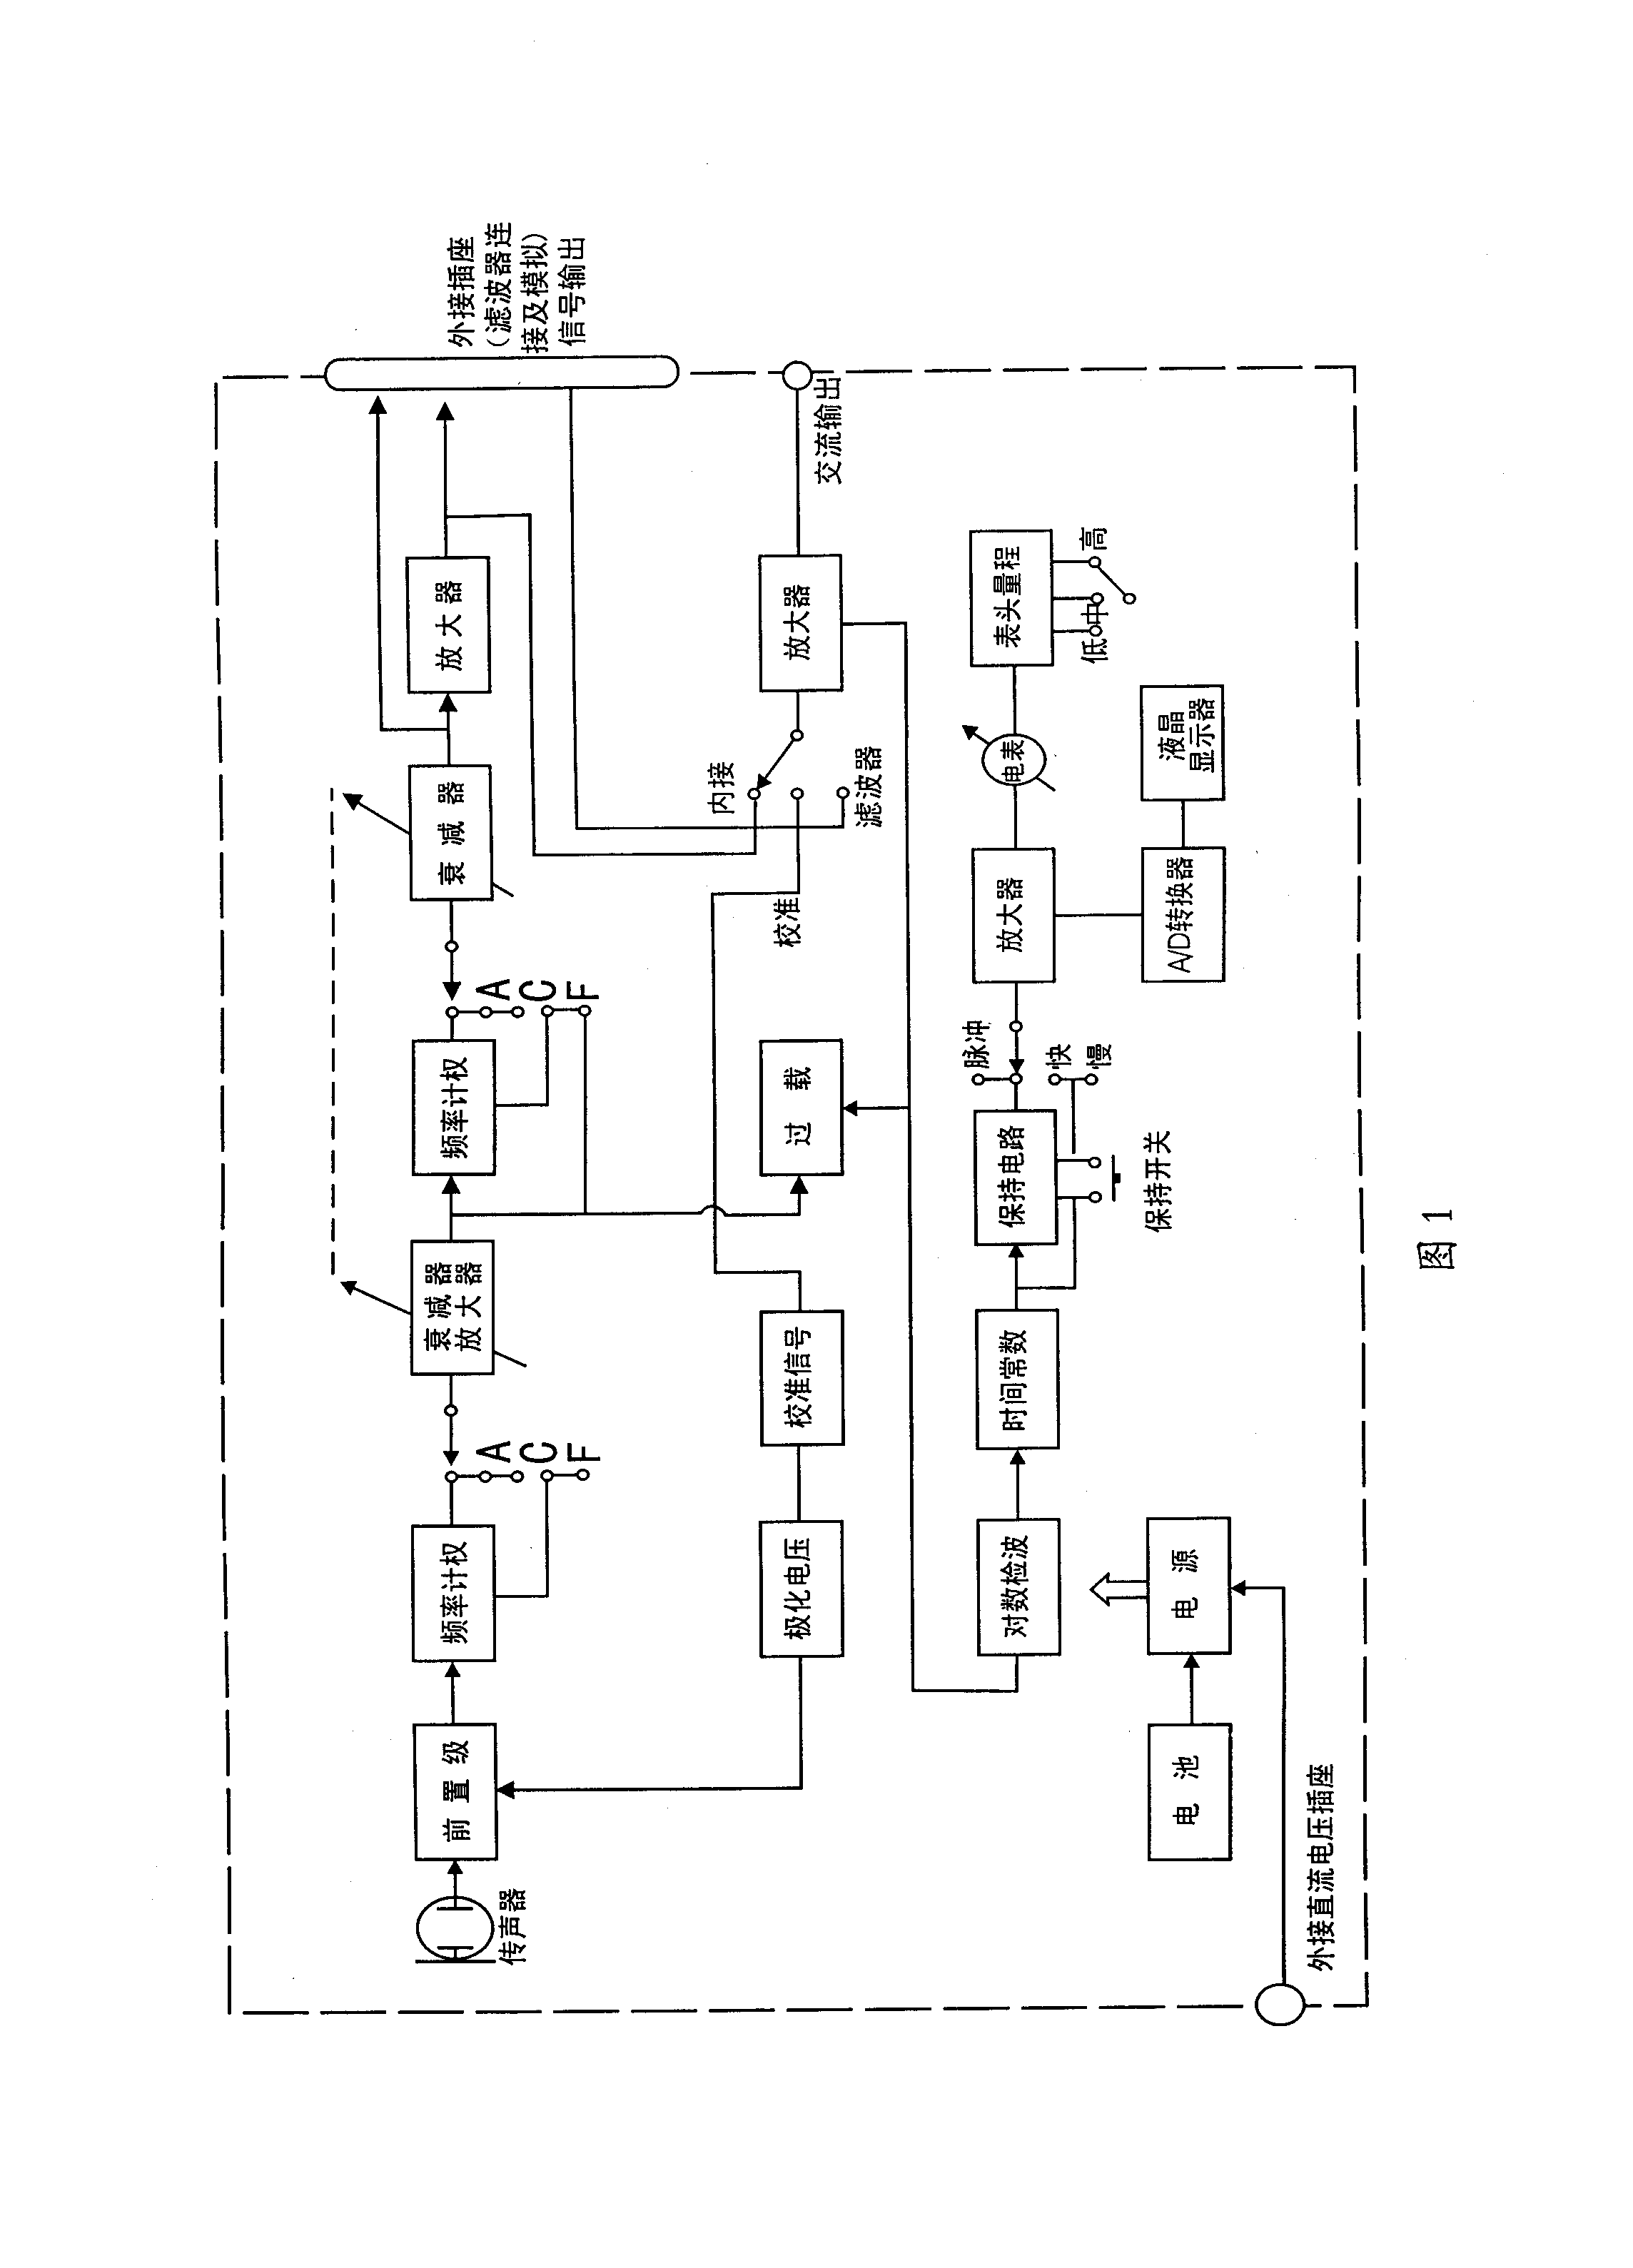 外接插座
（滤波器连
接及模拟）
信号输出
传声器
前置级
频率计权
A
C
F
衰减器
放大器
频率计权
A
C
F
衰减器
放大器
极化电压
校准信号
过载
校准
内接
滤波器
放大器
交流输出
对数检波
时间常数
保持电路
保持开关
脉冲
快
慢
放大器
电表
表头量程
低
中
高
A/D转换器
液晶
显示器
电池
电源
外接直流电压插座
图 1